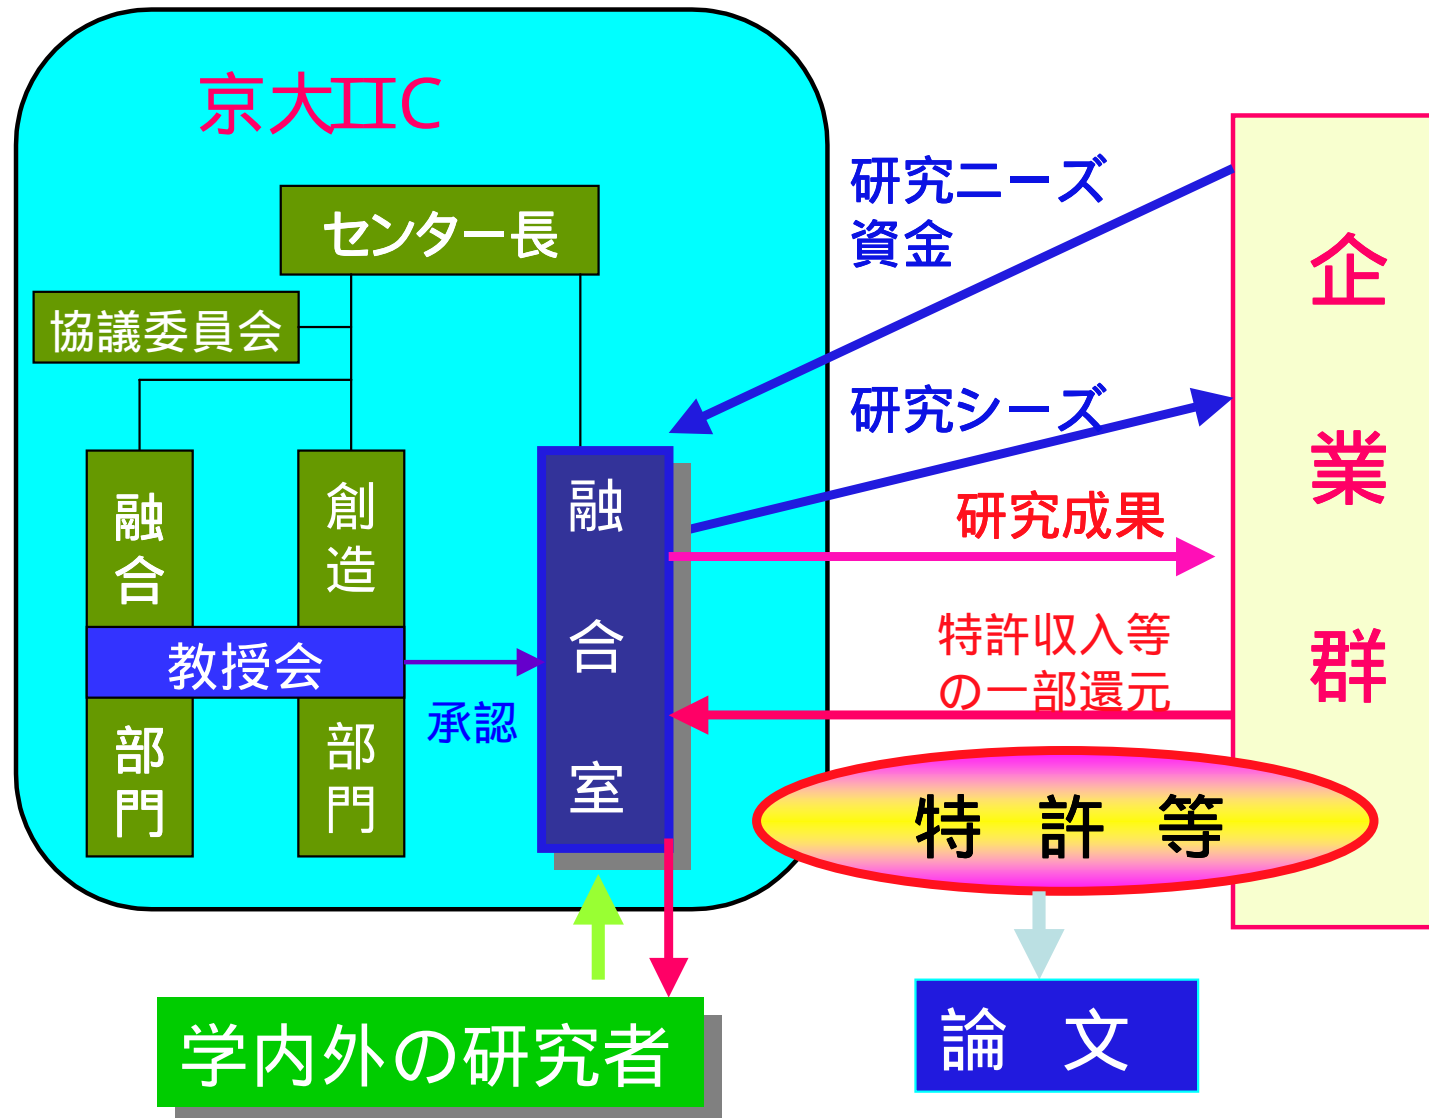 京大IIC
センター長
協議委員会
融合
部門
創造
部門
教授会
承認
融合室
研究ニーズ
資金
研究シーズ
研究成果
特許収入等
の一部還元
企業群
特 許 等
論 文
学内外の研究者